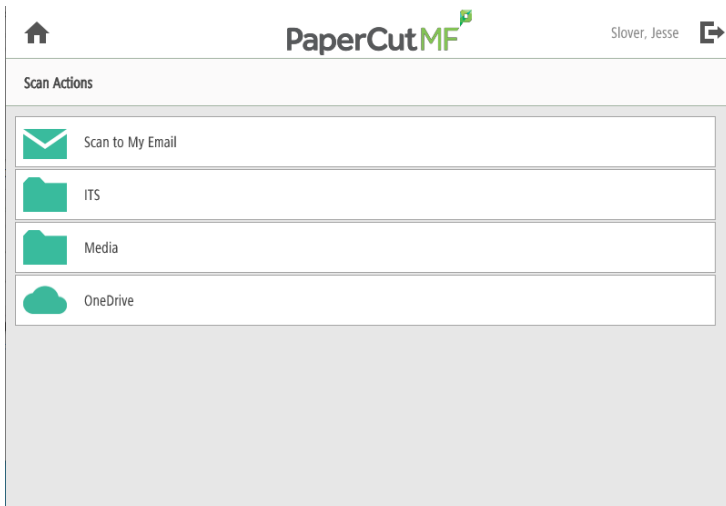 PaperCutMF
Slover, Jesse
Scan Actions
Scan to My Email
ITS
Media
OneDrive